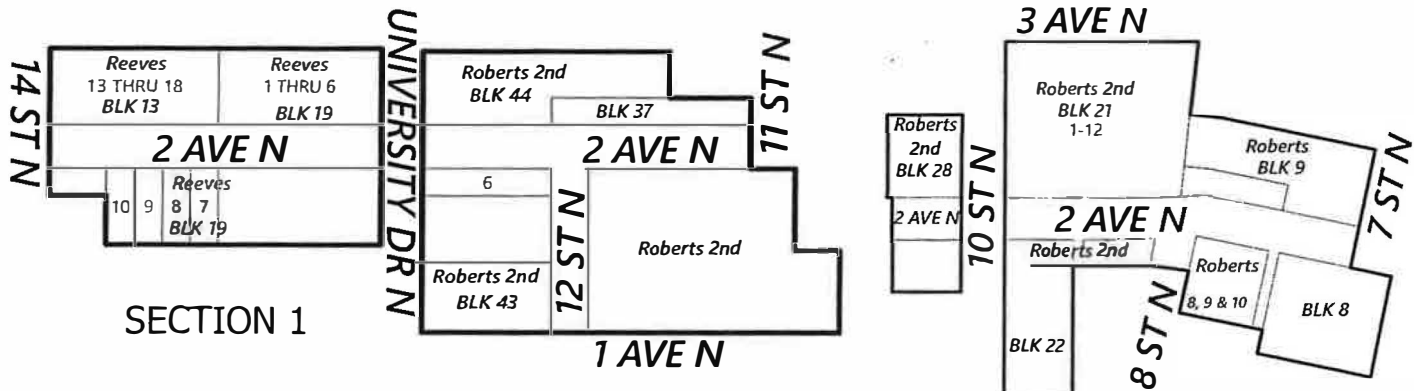 3 AVE N
14 ST N
Reeves
13 THRU 18
BLK 13
Reeves
1 THRU 6
BLK 19
UNIVERSITY DR N
Roberts 2nd
BLK 44
BLK 37
11 ST N
Roberts
2nd
BLK 28
10 ST N
Roberts 2nd
BLK 21
1-12
Roberts
BLK 9
7 ST N
2 AVE N
2 AVE N
2 AVE N
2 AVE N
10
9
8
7
Reeves
BLK 19
6
12 ST N
Roberts 2nd
Roberts 2nd
BLK 43
Roberts 2nd
Roberts
8, 9 & 10
BLK 8
BLK 22
8 ST N
SECTION 1
1 AVE N